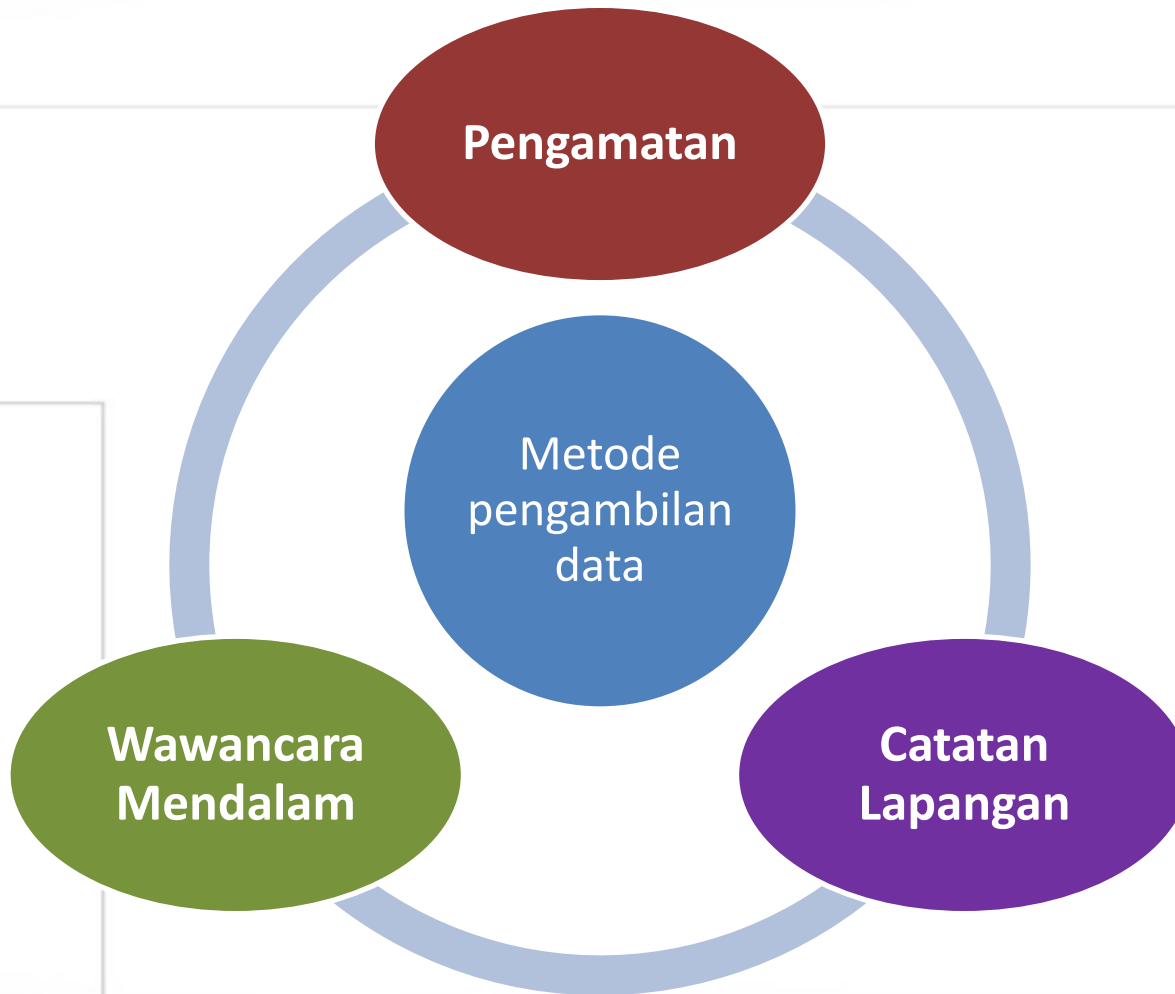 Pengamatan
Metode
pengambilan
data
Wawancara
Mendalam
Catatan
Lapangan